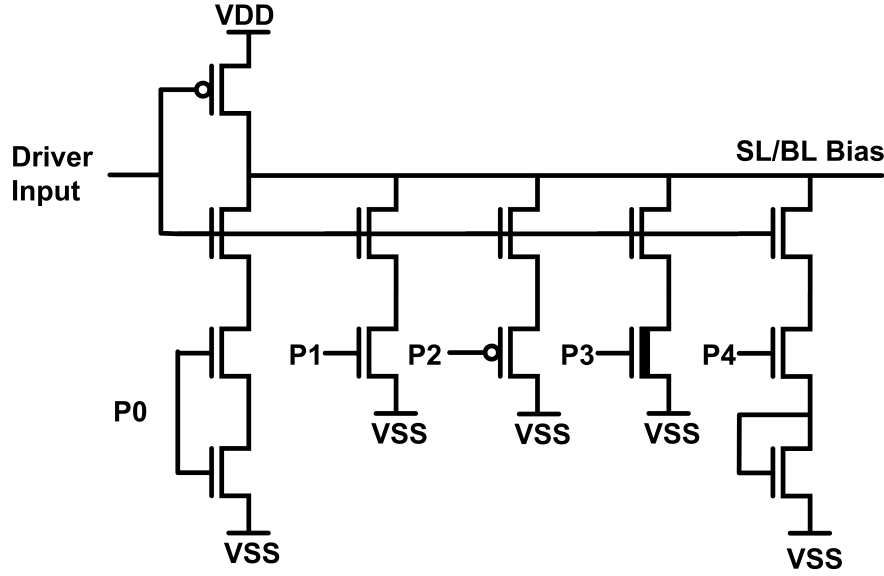 VDD
Driver
Input
SL/BL Bias
P1
P2
P3
P4
P0
VSS
VSS
VSS
VSS
VSS